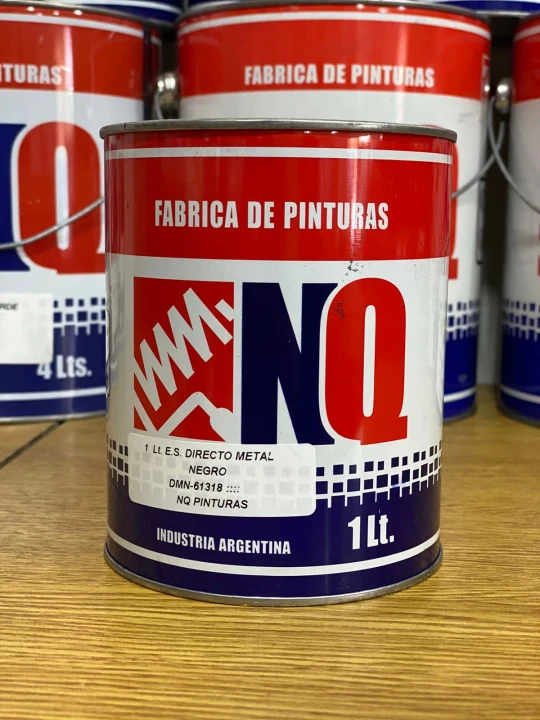 TURAS
FABRICA DE PINTURAS
FABRICA DE PINTURAS
NQ
Q
4 Lts.
1 Lt. E.S. DIRECTO METAL
NEGRO
DMN-61318 ::::
NQ PINTURAS
INDUSTRIA ARGENTINA
1 Lt.